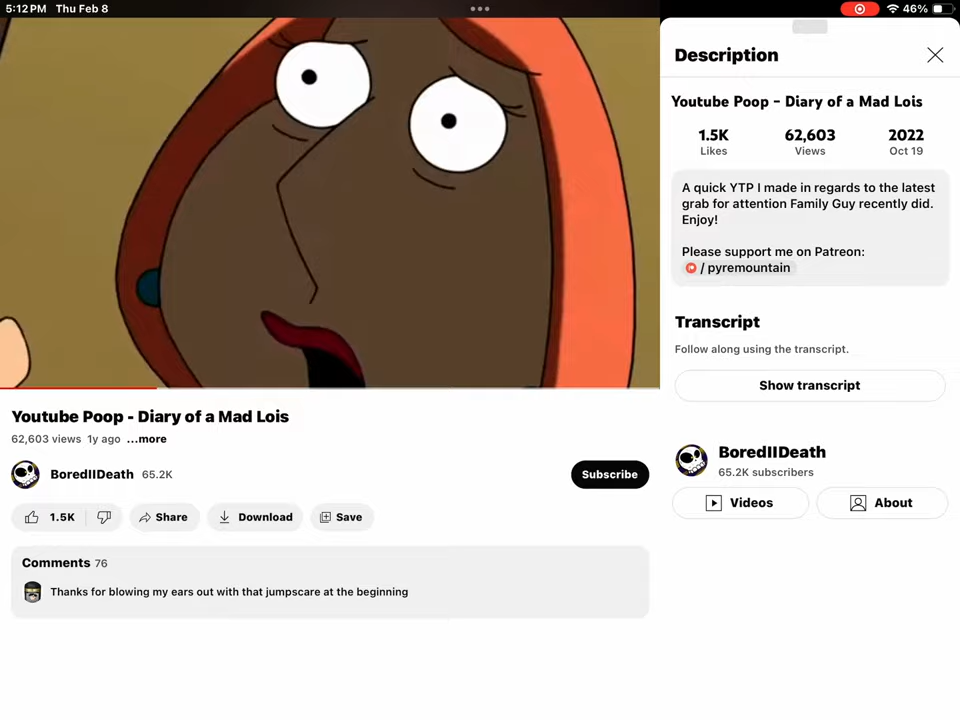 5:12 PM Thu Feb 8
46%
Description
Youtube Poop - Diary of a Mad Lois
1.5K
62,603
2022
Likes
Views
Oct 19
A quick YTP I made in regards to the latest
grab for attention Family Guy recently did.
Enjoy!
Please support me on Patreon:
/ pyremountain
Transcript
Follow along using the transcript.
Show transcript
BoredIIDeath
65.2K subscribers
Videos
About
Youtube Poop - Diary of a Mad Lois
62,603 views 1y ago ...more
BoredIIDeath 65.2K
Subscribe
1.5K
Share
Download
Save
Comments 76
Thanks for blowing my ears out with that jumpscare at the beginning